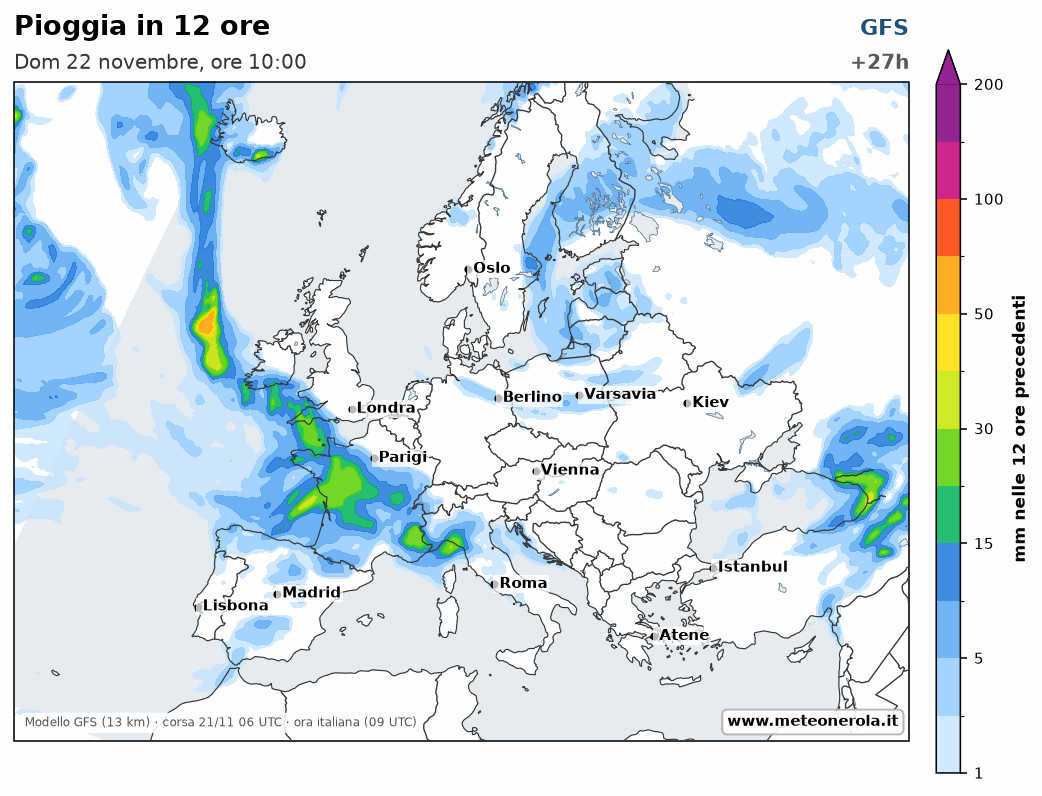 Pioggia in 12 ore
GFS
Dom 22 novembre, ore 10:00
+27h
200
100
50
30
15
5
1
mm nelle 12 ore precedenti
Oslo
Londra
Berlino
Varsavia
Kiev
Parigi
Vienna
Istanbul
Roma
Madrid
Lisbona
Atene
Modello GFS (13 km) · corsa 21/11 06 UTC · ora italiana (09 UTC)
www.meteonerola.it